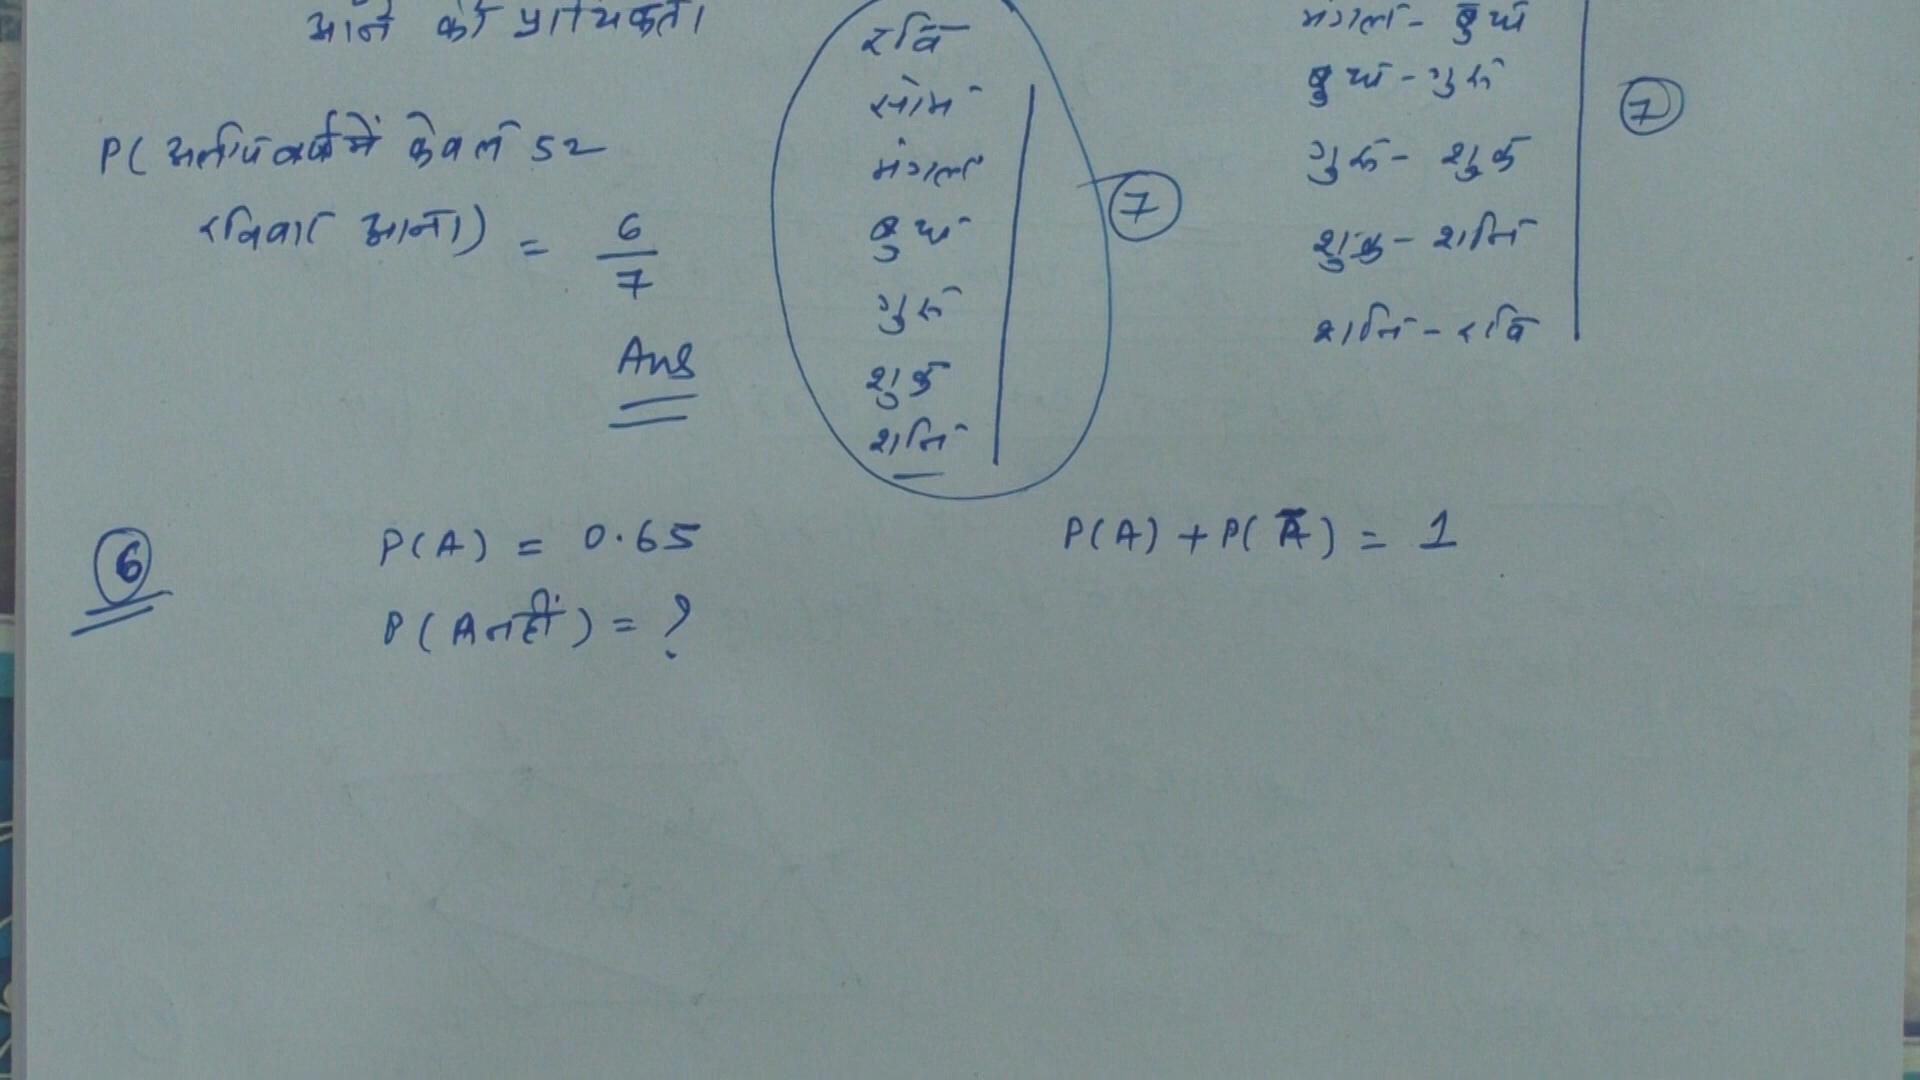 आने की प्रायिकता
P( अलीप वर्ष में केवल 52
रविवार आना) = 6/7
Ans
रवि
सोम
मंगल
बुध
गुरु
शुक्र
शनि
7
मंगल - बुध
बुध - गुरु
गुरु - शुक्र
शुक्र - शनि
शनि - रवि
7
6
P(A) = 0.65
P(A नहीं) = ?
P(A) + P(Ā) = 1